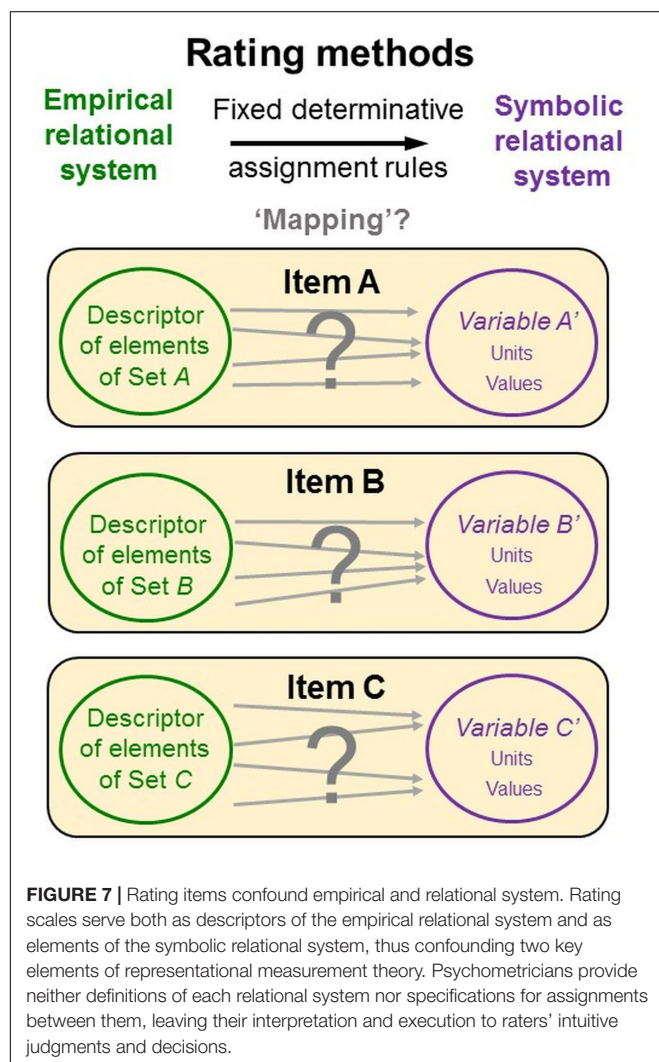 Rating methods
Empirical
relational
system
Fixed determinative
assignment rules
Symbolic
relational
system
'Mapping'?
Item A
Descriptor
of elements
of Set A
?
Variable A'
Units
Values
Item B
Descriptor
of elements
of Set B
?
Variable B'
Units
Values
Item C
Descriptor
of elements
of Set C
?
Variable C'
Units
Values
FIGURE 7 | Rating items confound empirical and relational system. Rating
scales serve both as descriptors of the empirical relational system and as
elements of the symbolic relational system, thus confounding two key
elements of representational measurement theory. Psychometricians provide
neither definitions of each relational system nor specifications for assignments
between them, leaving their interpretation and execution to raters' intuitive
judgments and decisions.